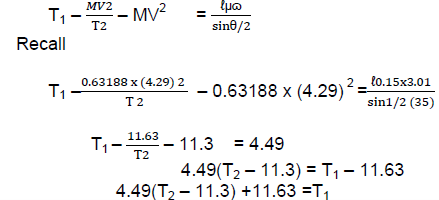 T₁ – MV2/T2 – MV² = ℓμϖ/sinθ/2
Recall
T₁ – 0.63188 x (4.29) 2/T 2 – 0.63188 x (4.29) ² = ℓ0.15x3.01/sin1/2 (35)
T₁ – 11.63/T2 – 11.3 = 4.49
4.49(T₂ – 11.3) = T₁ – 11.63
4.49(T₂ – 11.3) +11.63 =T₁